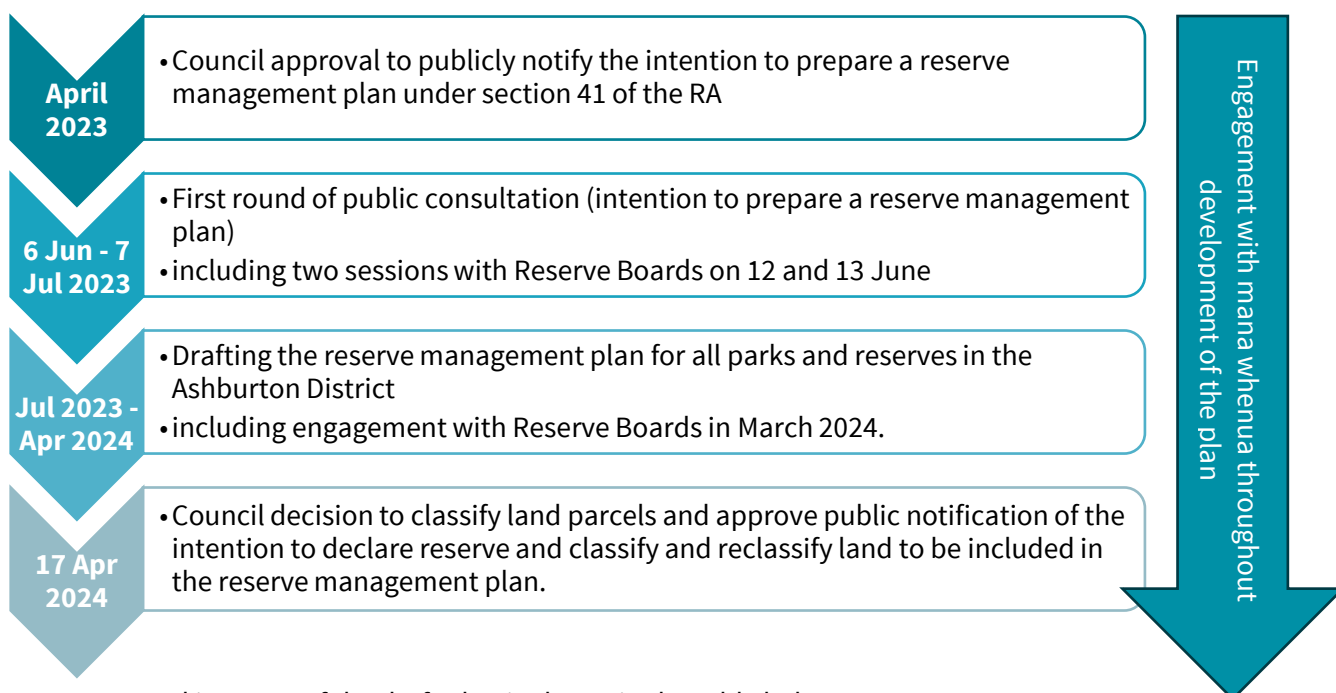 April
2023
•Council approval to publicly notify the intention to prepare a reserve
management plan under section 41 of the RA
6 Jun - 7
Jul 2023
•First round of public consultation (intention to prepare a reserve management
plan)
•including two sessions with Reserve Boards on 12 and 13 June
Jul 2023 -
Apr 2024
•Drafting the reserve management plan for all parks and reserves in the
Ashburton District
•including engagement with Reserve Boards in March 2024.
17 Apr
2024
•Council decision to classify land parcels and approve public notification of the
intention to declare reserve and classify and reclassify land to be included in
the reserve management plan.
Engagement with mana whenua throughout
development of the plan